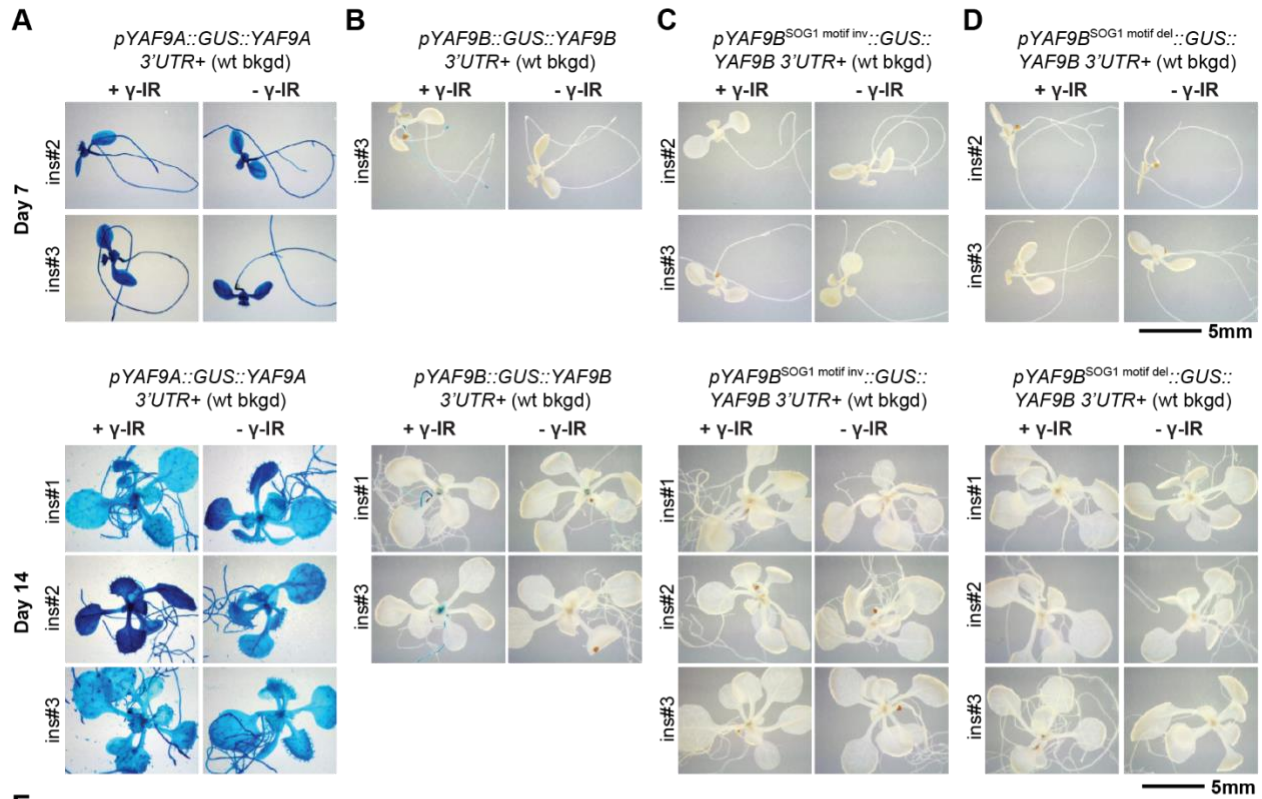 A
B
C
D
pYAF9A::GUS::YAF9A
3'UTR+ (wt bkgd)
pYAF9B::GUS::YAF9B
3'UTR+ (wt bkgd)
pYAF9B^SOG1 motif inv::GUS::
YAF9B 3'UTR+ (wt bkgd)
pYAF9B^SOG1 motif del::GUS::
YAF9B 3'UTR+ (wt bkgd)
+ γ-IR
- γ-IR
+ γ-IR
- γ-IR
+ γ-IR
- γ-IR
+ γ-IR
- γ-IR
Day 7
ins#2
ins#3
ins#2
ins#2
ins#3
ins#3
ins#3
5mm
pYAF9A::GUS::YAF9A
3'UTR+ (wt bkgd)
pYAF9B::GUS::YAF9B
3'UTR+ (wt bkgd)
pYAF9B^SOG1 motif inv::GUS::
YAF9B 3'UTR+ (wt bkgd)
pYAF9B^SOG1 motif del::GUS::
YAF9B 3'UTR+ (wt bkgd)
+ γ-IR
- γ-IR
+ γ-IR
- γ-IR
+ γ-IR
- γ-IR
+ γ-IR
- γ-IR
Day 14
ins#1
ins#1
ins#1
ins#1
ins#2
ins#3
ins#2
ins#2
ins#3
ins#3
ins#3
5mm